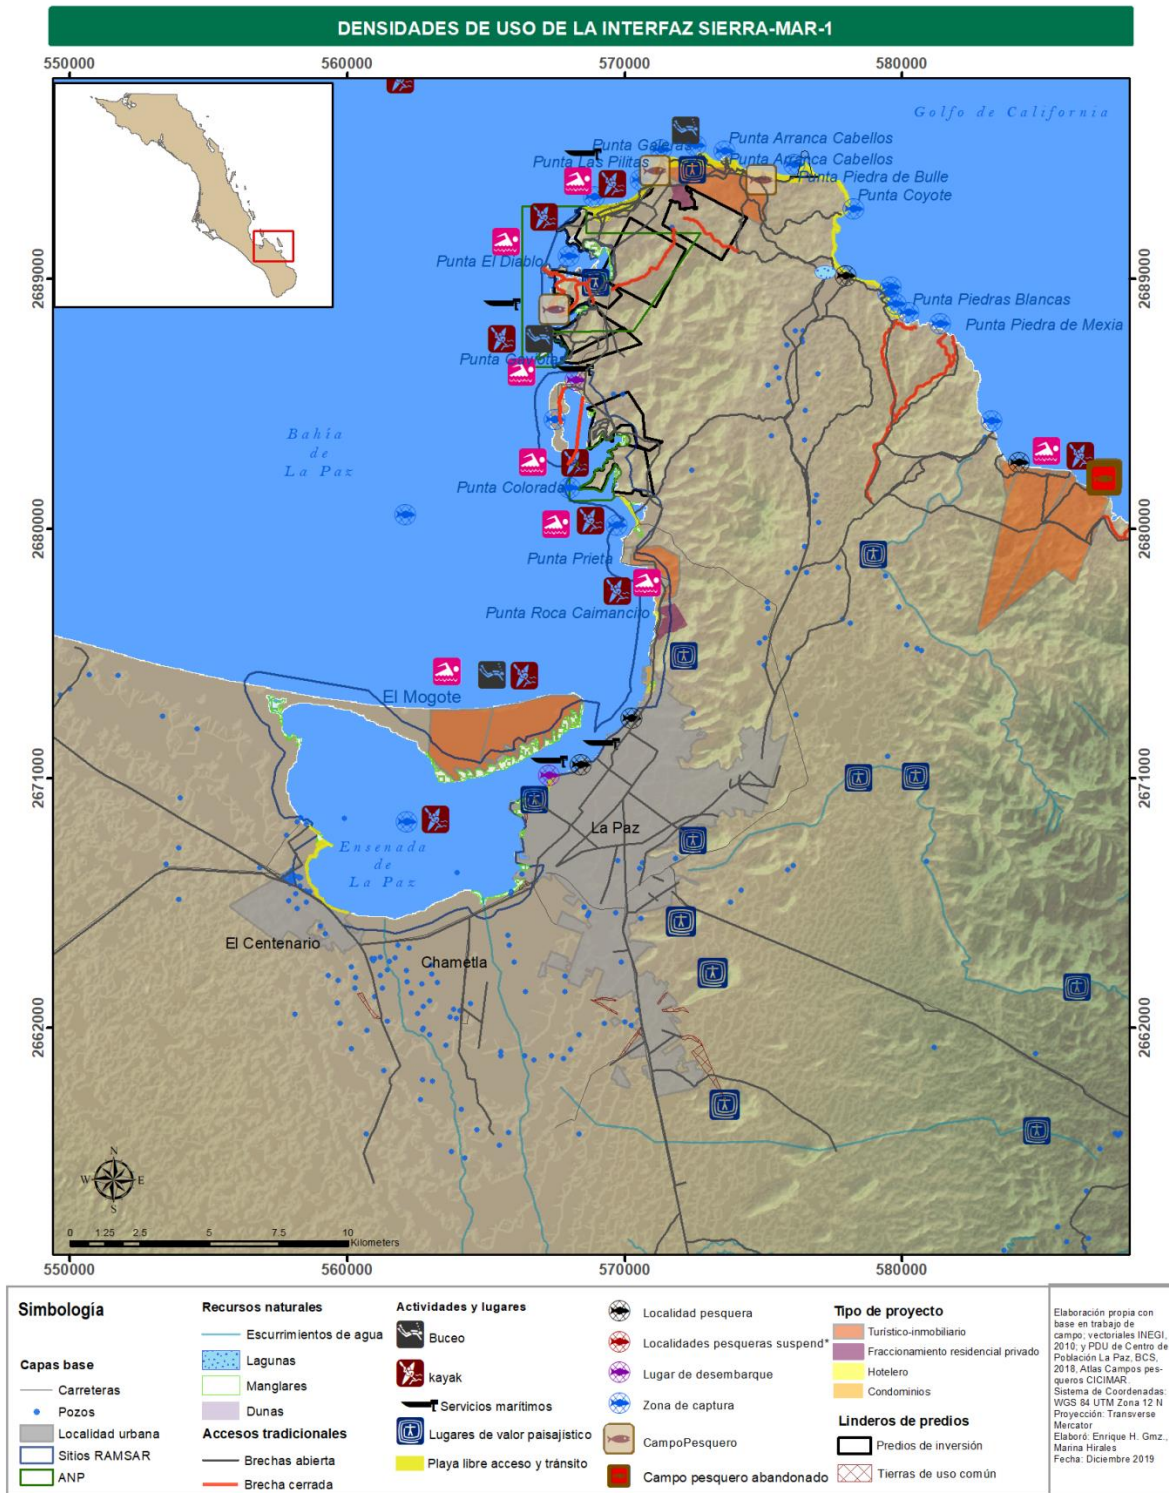 DENSIDADES DE USO DE LA INTERFAZ SIERRA-MAR-1
550000
560000
570000
580000
Golfo de California
Punta Galeras
Punta Arranca Cabellos
Punta Las Pilitas
Punta Arranca Cabellos
Punta Piedra de Bulle
Punta Coyote
Punta El Diablo
2689000
2689000
Punta Piedras Blancas
Punta Piedra de Mexia
Punta Gaviotas
Bahía
de
La Paz
Punta Colorada
2680000
2680000
Punta Prieta
Punta Roca Caimancito
El Mogote
2671000
2671000
La Paz
Ensenada
de
La Paz
El Centenario
Chametla
2662000
2662000
N
W
E
S
0 1.25 2.5 5 7.5 10
Kilometers
550000
560000
570000
580000
Simbología
Capas base
Carreteras
Pozos
Localidad urbana
Sitios RAMSAR
ANP
Recursos naturales
Escurrimientos de agua
Lagunas
Manglares
Dunas
Accesos tradicionales
Brechas abierta
Brecha cerrada
Actividades y lugares
Buceo
kayak
Servicios marítimos
Lugares de valor paisajístico
Playa libre acceso y tránsito
Localidad pesquera
Localidades pesqueras suspend*
Lugar de desembarque
Zona de captura
CampoPesquero
Campo pesquero abandonado
Tipo de proyecto
Turístico-inmobiliario
Fraccionamiento residencial privado
Hotelero
Condominios
Linderos de predios
Predios de inversión
Tierras de uso común
Elaboración propia con
base en trabajo de
campo; vectoriales INEGI,
2010; y PDU de Centro de
Población La Paz, BCS,
2018, Atlas Campos pes-
queros CICIMAR.
Sistema de Coordenadas:
WGS 84 UTM Zona 12 N
Proyección: Transverse
Mercator
Elaboró: Enrique H. Gmz.,
Marina Hirales
Fecha: Diciembre 2019